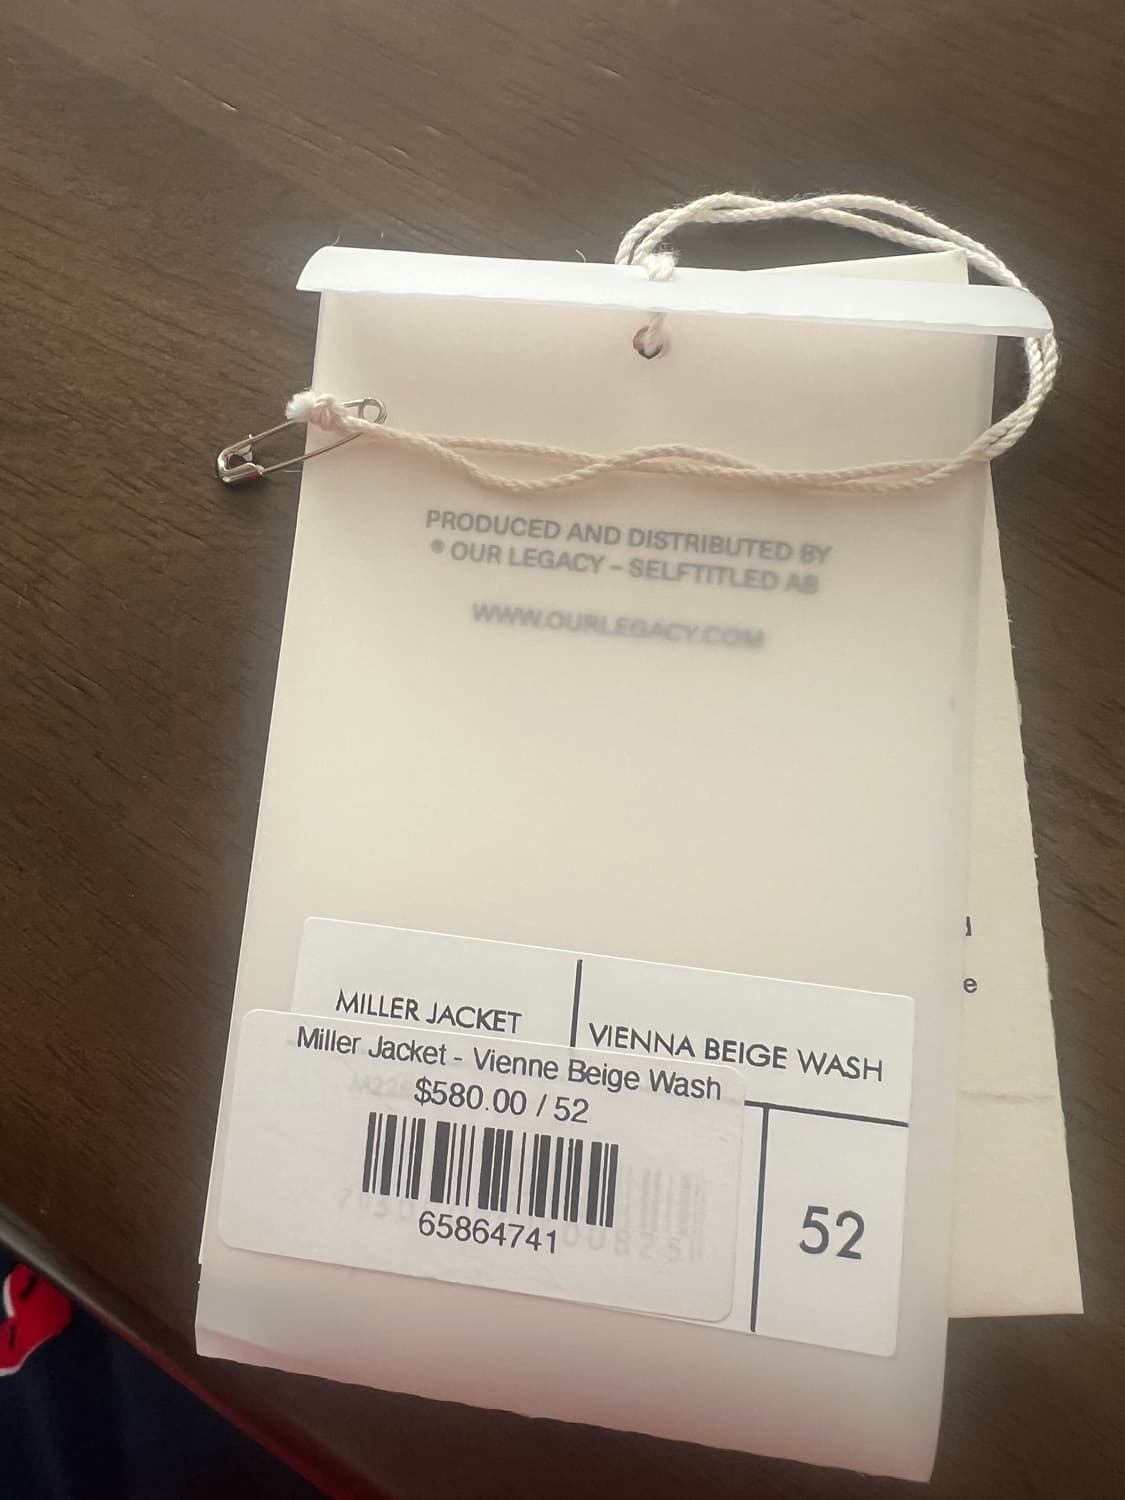 PRODUCED AND DISTRIBUTED BY
® OUR LEGACY – SELFTITLED AB
WWW.OURLEGACY.COM
MILLER JACKET
VIENNA BEIGE WASH
Miller Jacket - Vienne Beige Wash
$580.00 / 52
65864741
52